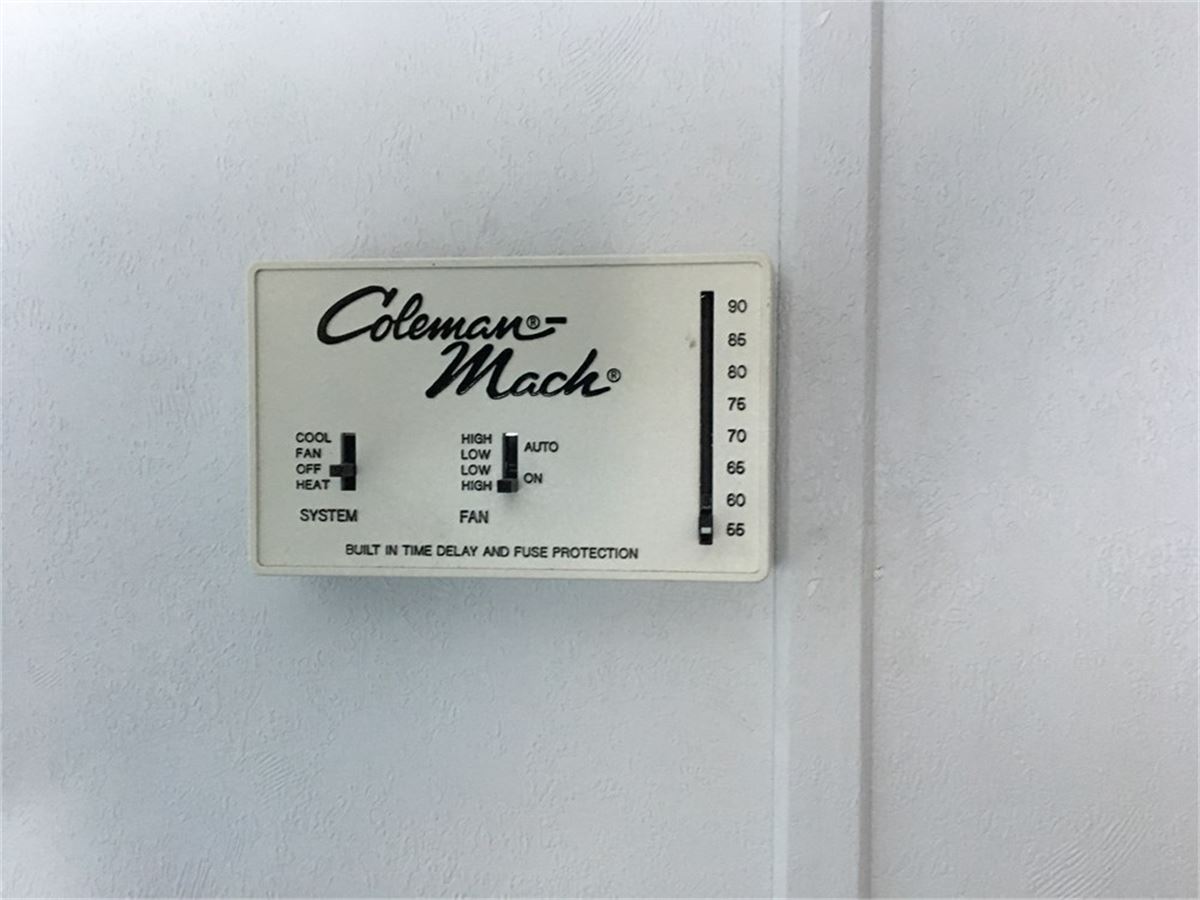 Coleman®-
Mach®
90
85
80
75
70
65
60
55
COOL
FAN
OFF
HEAT
SYSTEM
HIGH
LOW
LOW
HIGH
AUTO
ON
FAN
BUILT IN TIME DELAY AND FUSE PROTECTION